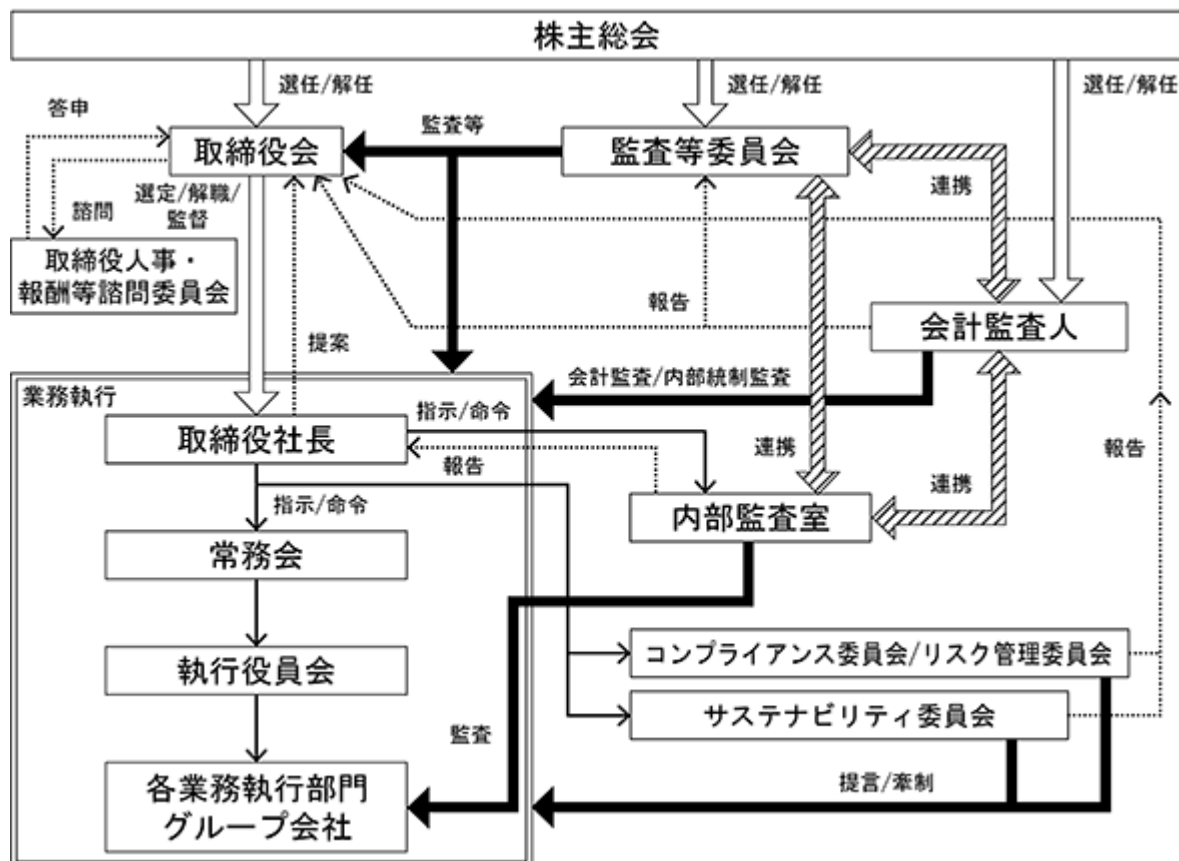 株主総会
選任/解任
選任/解任
選任/解任
答申
取締役会
監査等
監査等委員会
連携
諮問
選定/解職/
監督
取締役人事・
報酬等諮問委員会
報告
会計監査人
提案
業務執行
会計監査/内部統制監査
取締役社長
指示/命令
報告
連携
連携
報告
指示/命令
内部監査室
常務会
執行役員会
コンプライアンス委員会/リスク管理委員会
サステナビリティ委員会
監査
各業務執行部門
グループ会社
提言/牽制